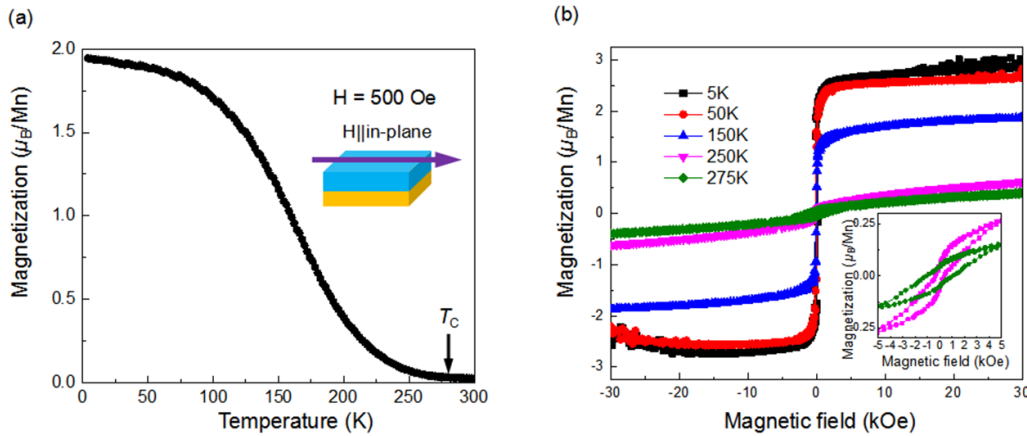 (a)
2.0
1.5
1.0
0.5
0.0
Magnetization (μB/Mn)
H = 500 Oe
H||in-plane
TC
0 50 100 150 200 250 300
Temperature (K)
(b)
3
2
1
0
-1
-2
-3
Magnetization (μB/Mn)
5K
50K
150K
250K
275K
-30 -20 -10 0 10 20 30
Magnetic field (kOe)
0.25
0.00
-0.25
Magnetization (μB/Mn)
-5 -4 -3 -2 -1 0 1 2 3 4 5
Magnetic field (kOe)